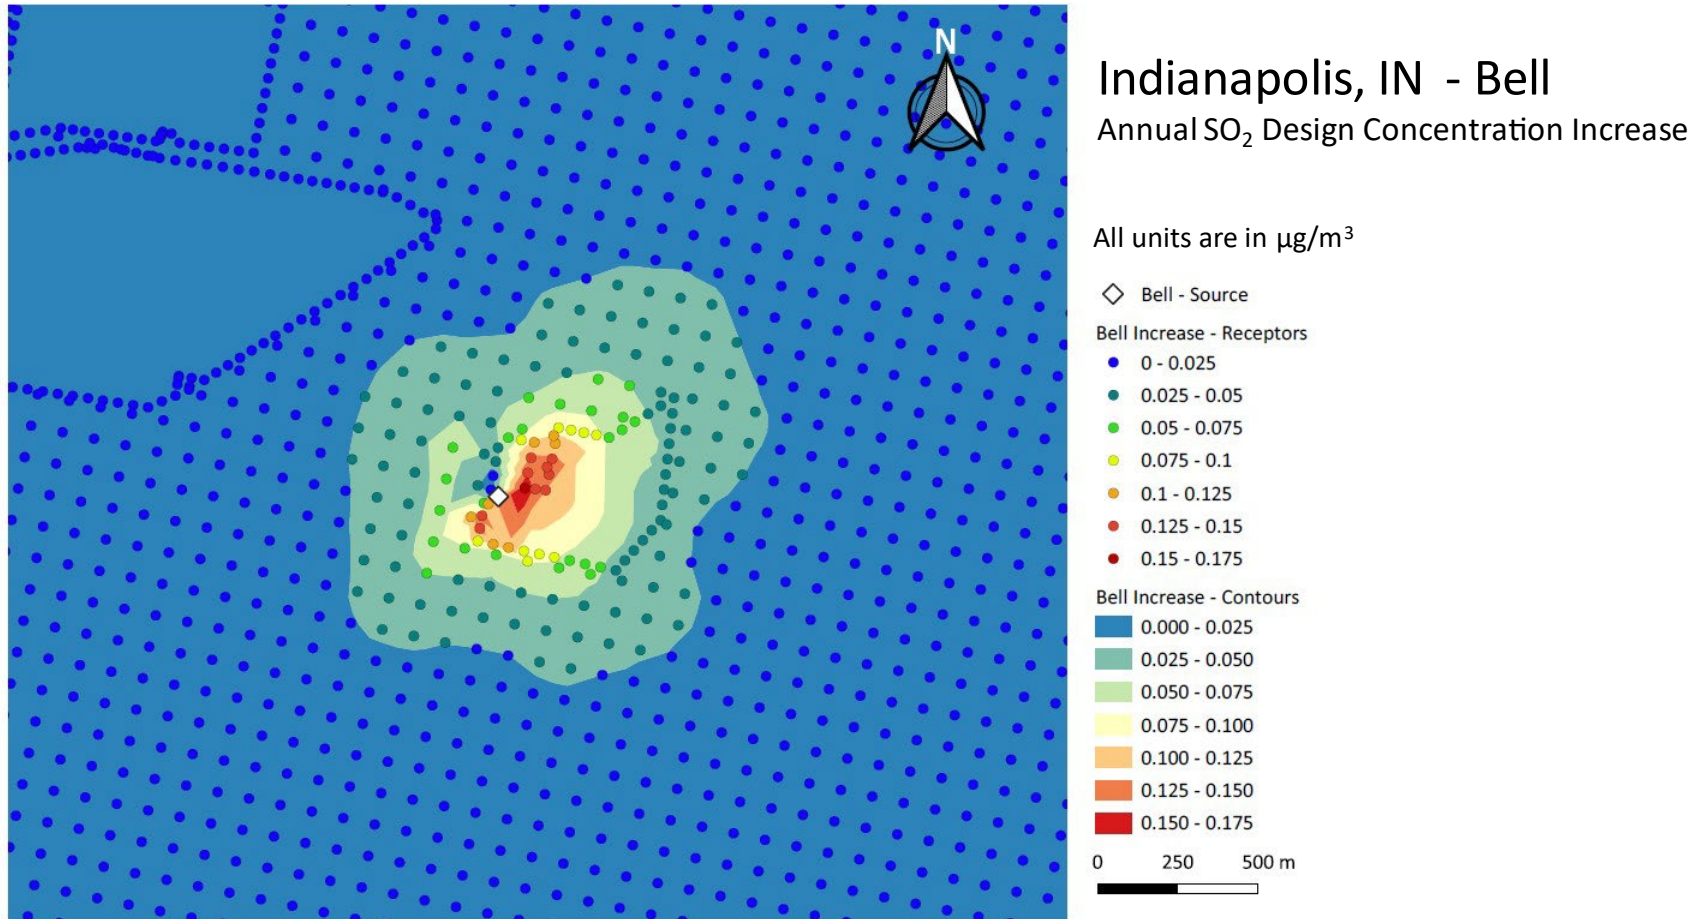 N
Indianapolis, IN - Bell
Annual SO₂ Design Concentration Increase
All units are in µg/m³
Bell - Source
Bell Increase - Receptors
0 - 0.025
0.025 - 0.05
0.05 - 0.075
0.075 - 0.1
0.1 - 0.125
0.125 - 0.15
0.15 - 0.175
Bell Increase - Contours
0.000 - 0.025
0.025 - 0.050
0.050 - 0.075
0.075 - 0.100
0.100 - 0.125
0.125 - 0.150
0.150 - 0.175
0 250 500 m